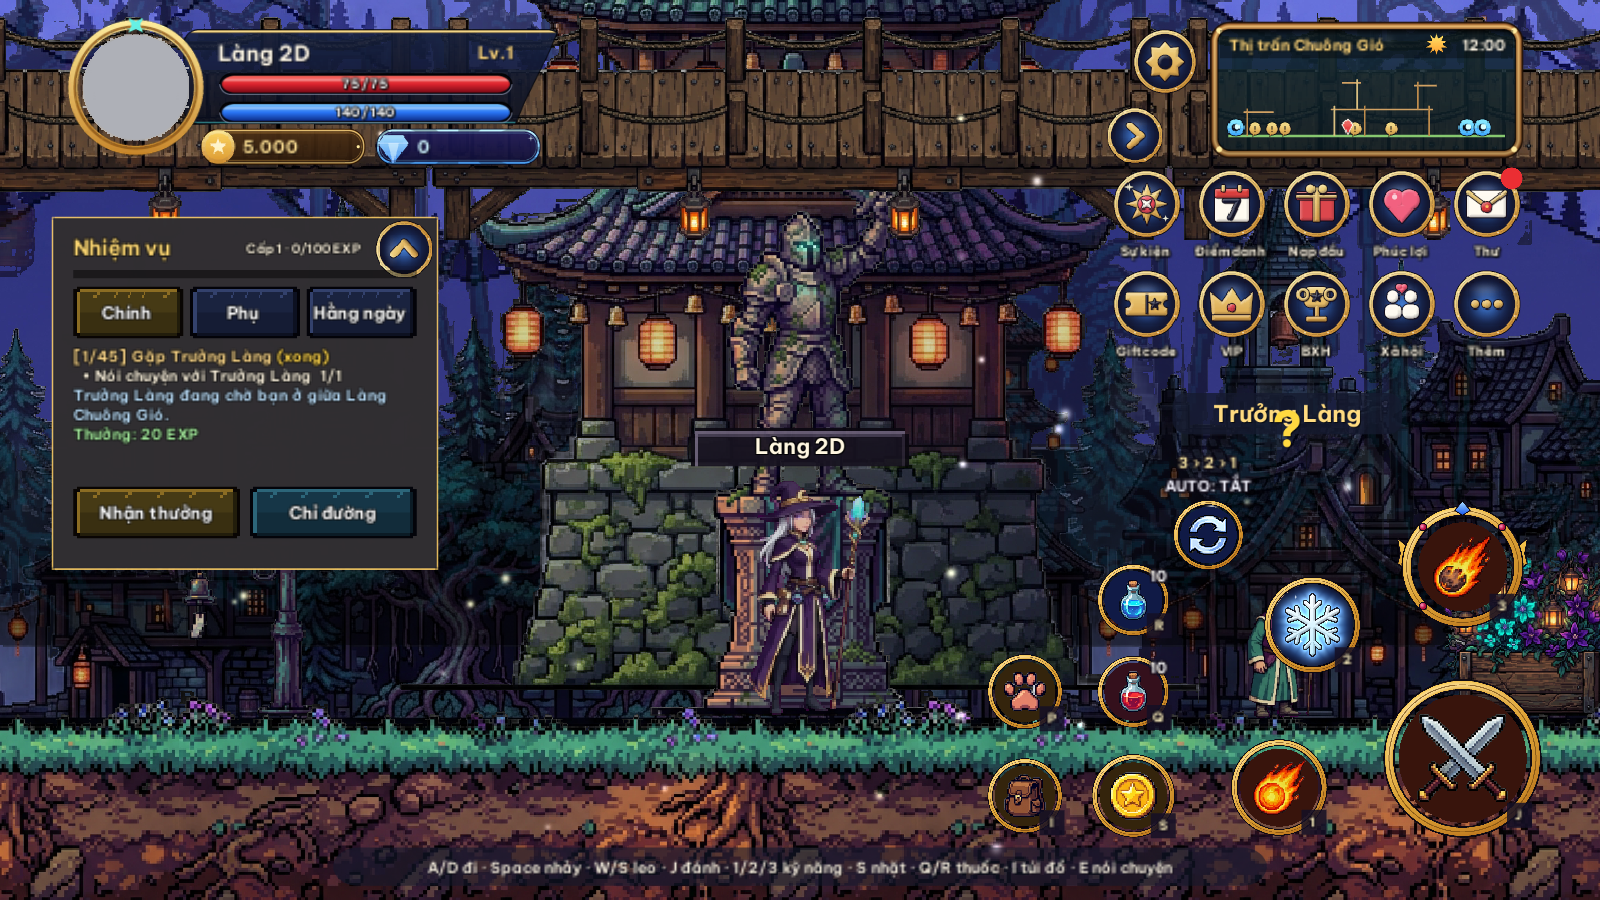 Làng 2D
Lv.1
75/75
140/140
5.000
0
Thị trấn Chuông Gió
12:00
Nhiệm vụ
Cấp 1 · 0/100 EXP
Chính
Phụ
Hằng ngày
[1/45] Gặp Trưởng Làng (xong)
• Nói chuyện với Trưởng Làng 1/1
Trưởng Làng đang chờ bạn ở giữa Làng
Chuông Gió.
Thưởng: 20 EXP
Nhận thưởng
Chỉ đường
7
Sự kiện
Điểm danh
Nạp đầu
Phúc lợi
Thư
Giftcode
VIP
BXH
Xã hội
Thêm
Trưởng Làng
?
Làng 2D
3 › 2 › 1
AUTO: TẮT
10
R
3
2
10
Q
P
I
S
1
J
A/D đi · Space nhảy · W/S leo · J đánh · 1/2/3 kỹ năng · S nhặt · Q/R thuốc · I túi đồ · E nói chuyện